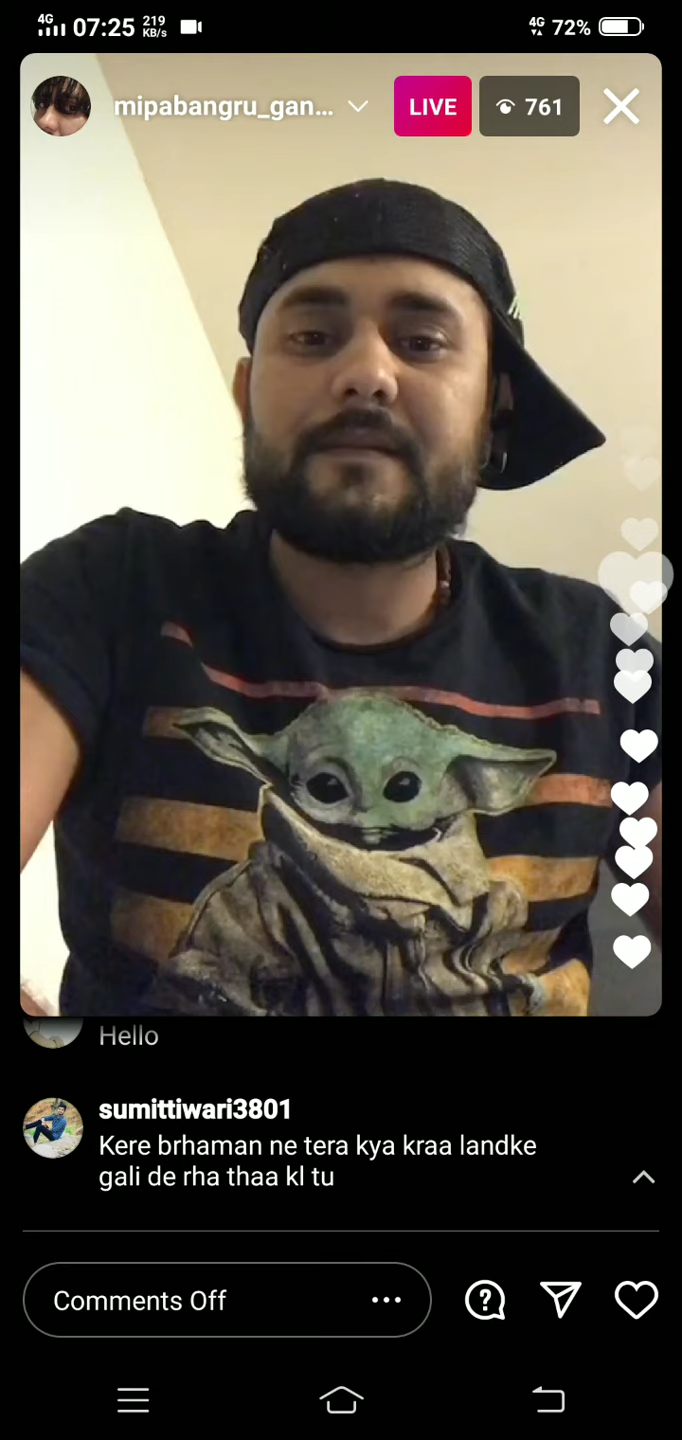 4G 07:25 219 KB/s 4G 72%
mipabangru_gan... LIVE 761
Hello
sumittiwari3801
Kere brhaman ne tera kya kraa landke
gali de rha thaa kl tu
Comments Off